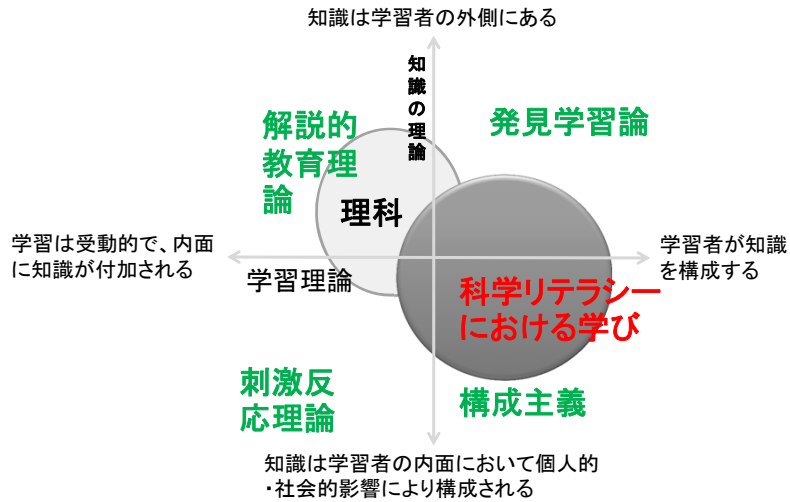 知識は学習者の外側にある
知識の理論
解説的
教育理
論
発見学習論
理科
学習は受動的で、内面
に知識が付加される
学習者が知識
を構成する
学習理論
科学リテラシー
における学び
刺激反
応理論
構成主義
知識は学習者の内面において個人的
・社会的影響により構成される